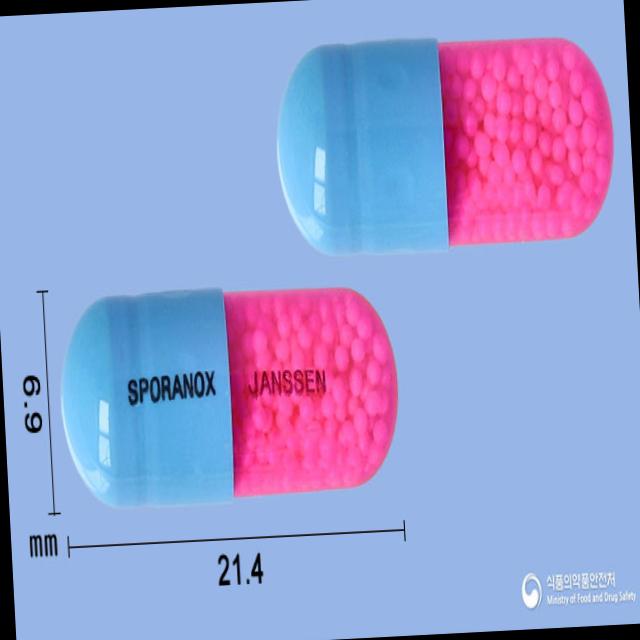 SPORANOX JANSSEN
6.9
mm
21.4
식품의약품안전처
Ministry of Food and Drug Safety